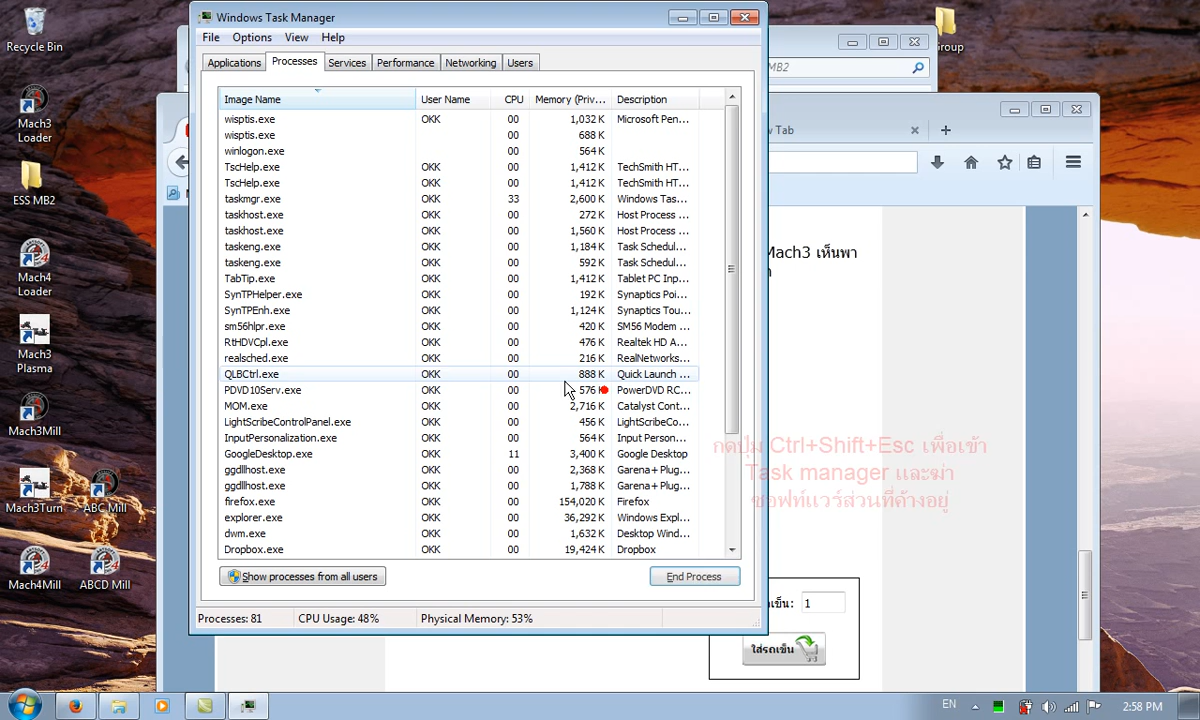 Recycle Bin
Mach3 Loader
ESS MB2
Mach4 Loader
Mach3 Plasma
Mach3Mill
Mach3Turn
ABC Mill
Mach4Mill
ABCD Mill
Windows Task Manager
File Options View Help
Applications Processes Services Performance Networking Users
Image Name User Name CPU Memory (Priv... Description
wisptis.exe OKK 00 1,032 K Microsoft Pen...
wisptis.exe 00 688 K
winlogon.exe 00 564 K
TscHelp.exe OKK 00 1,412 K TechSmith HT...
TscHelp.exe OKK 00 1,412 K TechSmith HT...
taskmgr.exe OKK 33 2,600 K Windows Tas...
taskhost.exe OKK 00 272 K Host Process ...
taskhost.exe OKK 00 1,560 K Host Process ...
taskeng.exe OKK 00 1,184 K Task Schedul...
taskeng.exe OKK 00 592 K Task Schedul...
TabTip.exe OKK 00 1,412 K Tablet PC Inp...
SynTPHelper.exe OKK 00 192 K Synaptics Poi...
SynTPEnh.exe OKK 00 1,124 K Synaptics Tou...
sm56hlpr.exe OKK 00 420 K SM56 Modem ...
RtHDVCpl.exe OKK 00 476 K Realtek HD A...
realsched.exe OKK 00 216 K RealNetworks...
QLBCtrl.exe OKK 00 888 K Quick Launch ...
PDVD10Serv.exe OKK 00 576 K PowerDVD RC...
MOM.exe OKK 00 2,716 K Catalyst Cont...
LightScribeControlPanel.exe OKK 00 456 K LightScribeCo...
InputPersonalization.exe OKK 00 564 K Input Person...
GoogleDesktop.exe OKK 11 3,400 K Google Desktop
ggdllhost.exe OKK 00 2,368 K Garena+ Plug...
ggdllhost.exe OKK 00 1,788 K Garena+ Plug...
firefox.exe OKK 00 154,020 K Firefox
explorer.exe OKK 00 36,292 K Windows Expl...
dwm.exe OKK 00 1,632 K Desktop Wind...
Dropbox.exe OKK 00 19,424 K Dropbox
Show processes from all users
End Process
Processes: 81 CPU Usage: 48% Physical Memory: 53%
MB2
Tab
Mach3 เห็นพา
กดปุ่ม Ctrl+Shift+Esc เพื่อเข้า
Task manager และฆ่า
ซอฟท์แวร์ส่วนที่ค้างอยู่
1
ใส่รถเข็น
EN
2:58 PM